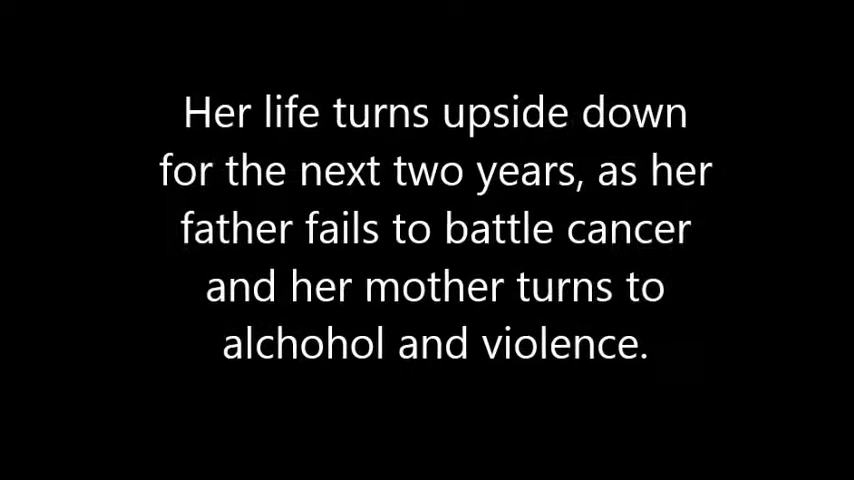 Her life turns upside down
for the next two years, as her
father fails to battle cancer
and her mother turns to
alchohol and violence.